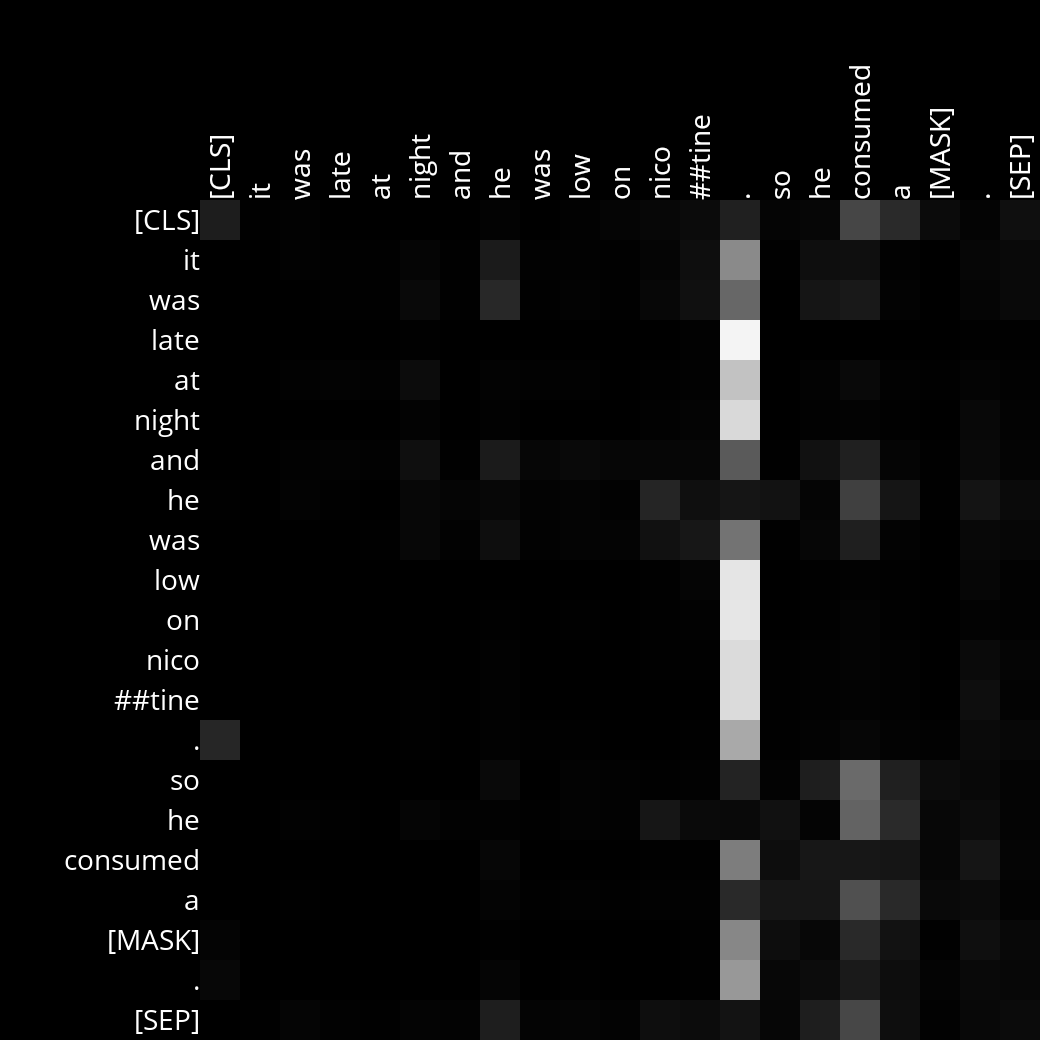 [CLS] it was late at night and he was low on nico ##tine . so he consumed a [MASK] . [SEP]
[CLS]
it
was
late
at
night
and
he
was
low
on
nico
##tine
.
so
he
consumed
a
[MASK]
.
[SEP]